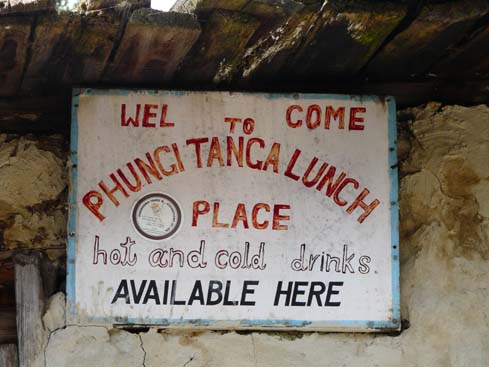 WEL COME
TO
PHUNGI TANGA LUNCH
PLACE
hot and cold drinks.
AVAILABLE HERE